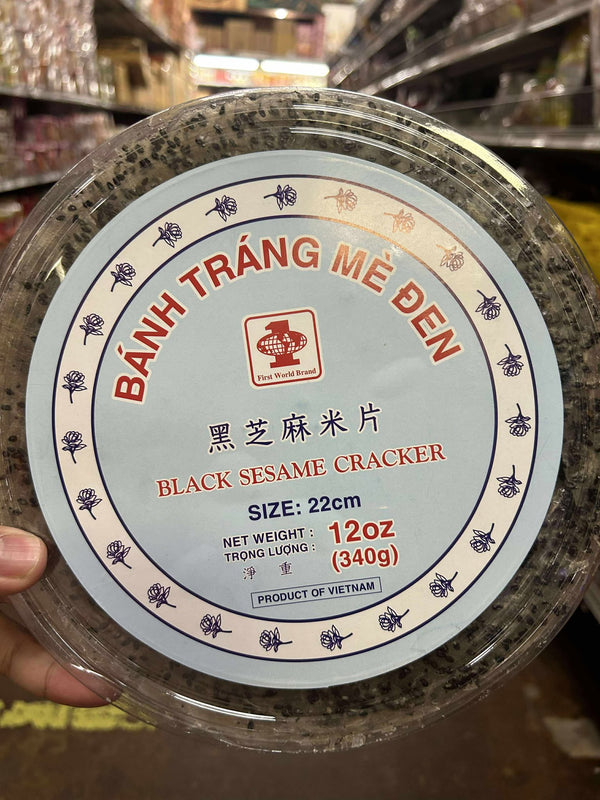 BÁNH TRÁNG MÈ ĐEN
1
First World Brand
黑芝麻米片
BLACK SESAME CRACKER
SIZE: 22cm
NET WEIGHT :
TRỌNG LƯỢNG :
淨 重
12oz
(340g)
PRODUCT OF VIETNAM